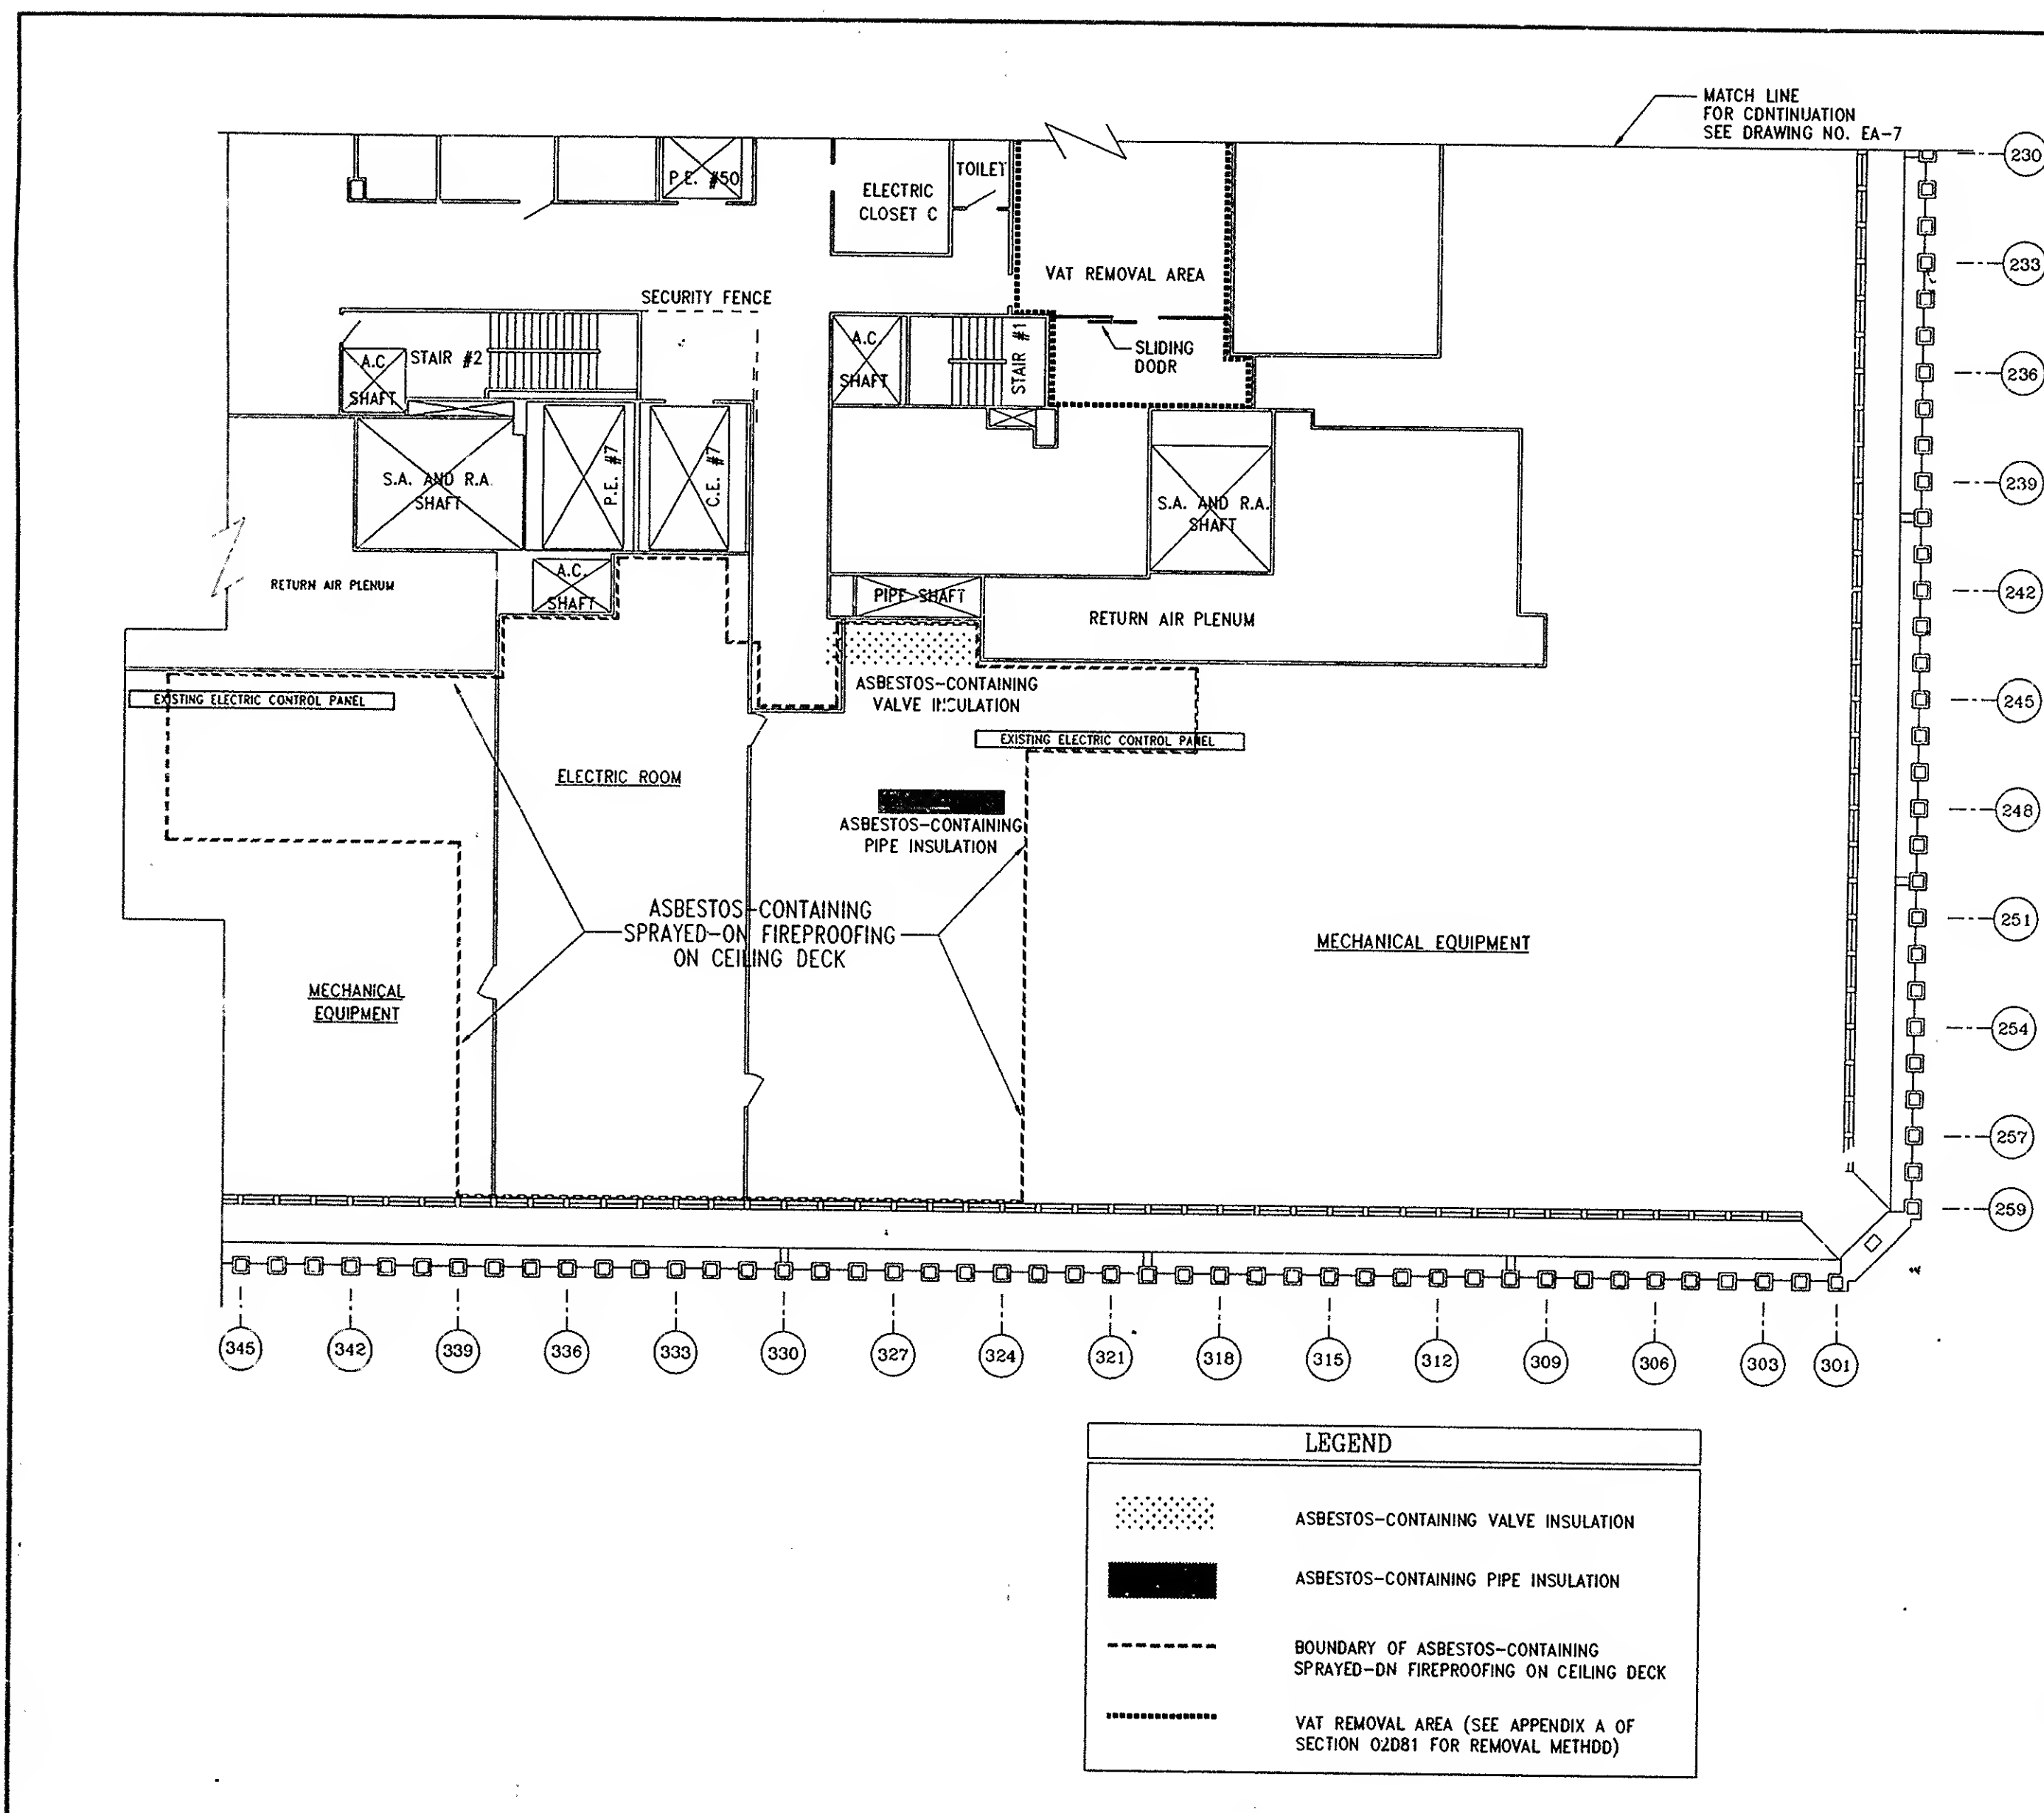 MATCH LINE
FOR CONTINUATION
SEE DRAWING NO. EA-7
230
P.E. #50
ELECTRIC
CLOSET C
TOILET
VAT REMOVAL AREA
233
SECURITY FENCE
A.C.
SHAFT
STAIR #2
A.C.
SHAFT
STAIR #1
SLIDING
DOOR
236
S.A. AND R.A.
SHAFT
P.E. #7
C.E. #7
S.A. AND R.A.
SHAFT
239
RETURN AIR PLENUM
A.C.
SHAFT
PIPE SHAFT
RETURN AIR PLENUM
242
EXISTING ELECTRIC CONTROL PANEL
ASBESTOS-CONTAINING
VALVE INSULATION
245
EXISTING ELECTRIC CONTROL PANEL
ELECTRIC ROOM
ASBESTOS-CONTAINING
PIPE INSULATION
248
ASBESTOS-CONTAINING
SPRAYED-ON FIREPROOFING
ON CEILING DECK
MECHANICAL EQUIPMENT
251
MECHANICAL
EQUIPMENT
254
257
259
345
342
339
336
333
330
327
324
321
318
315
312
309
306
303
301
LEGEND
ASBESTOS-CONTAINING VALVE INSULATION
ASBESTOS-CONTAINING PIPE INSULATION
BOUNDARY OF ASBESTOS-CONTAINING
SPRAYED-ON FIREPROOFING ON CEILING DECK
VAT REMOVAL AREA (SEE APPENDIX A OF
SECTION 02081 FOR REMOVAL METHOD)